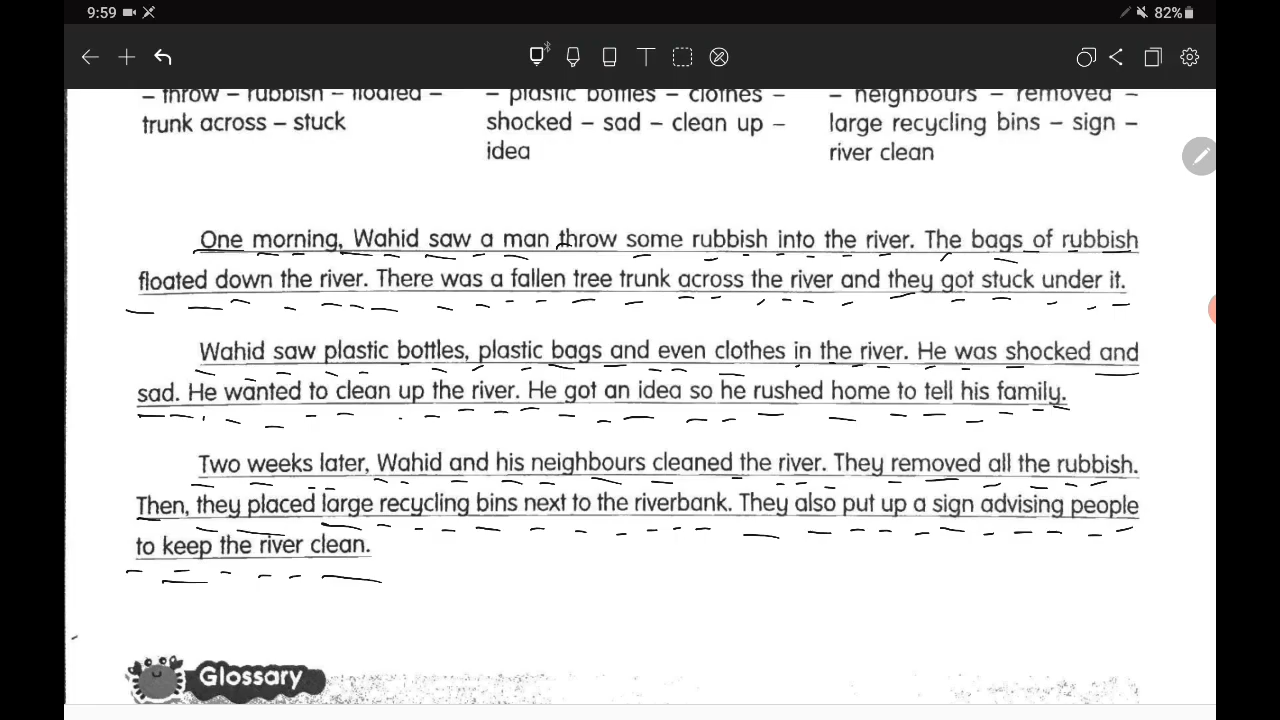 9:59
82%
– throw – rubbish – floated – – plastic bottles – clothes – – neighbours – removed –
trunk across – stuck shocked – sad – clean up – large recycling bins – sign –
idea river clean
One morning, Wahid saw a man throw some rubbish into the river. The bags of rubbish
floated down the river. There was a fallen tree trunk across the river and they got stuck under it.
Wahid saw plastic bottles, plastic bags and even clothes in the river. He was shocked and
sad. He wanted to clean up the river. He got an idea so he rushed home to tell his family.
Two weeks later, Wahid and his neighbours cleaned the river. They removed all the rubbish.
Then, they placed large recycling bins next to the riverbank. They also put up a sign advising people
to keep the river clean.
Glossary